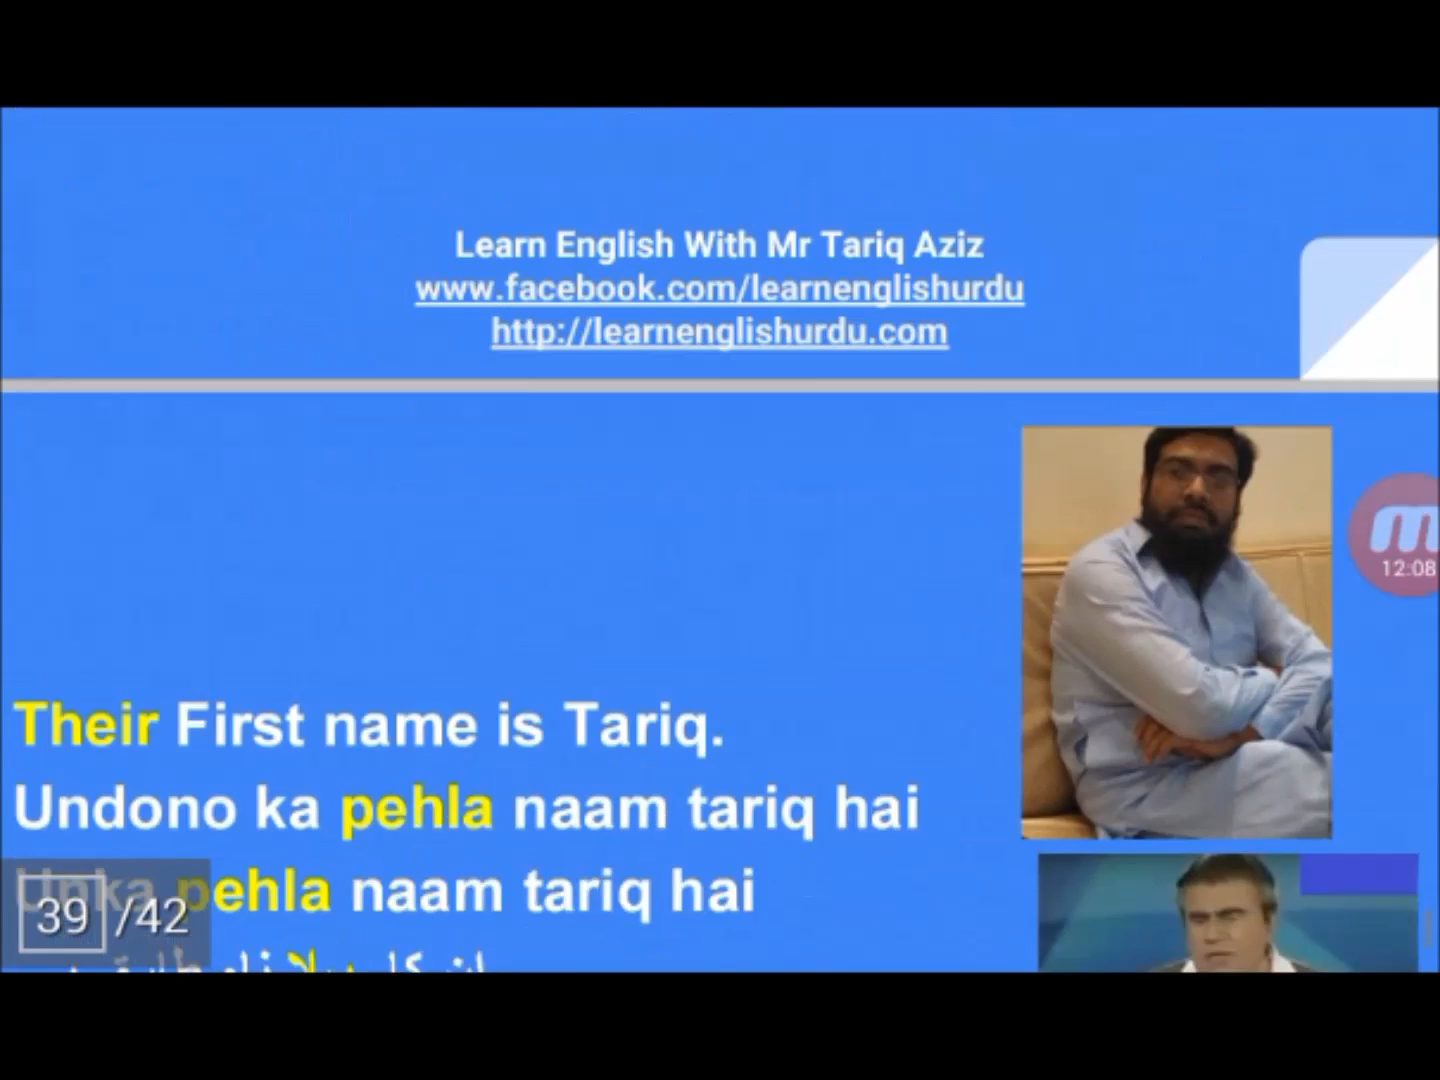 Learn English With Mr Tariq Aziz
www.facebook.com/learnenglishurdu
http://learnenglishurdu.com
m
12:08
Their First name is Tariq.
Undono ka pehla naam tariq hai
Unka pehla naam tariq hai
39 /42